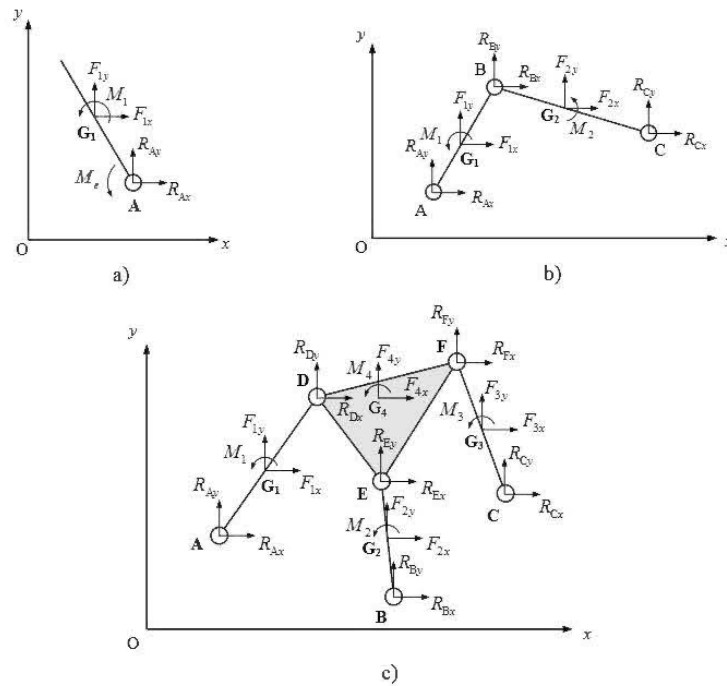 y
F1y
M1
F1x
G1
RAy
Me
RAx
A
O
x
a)
y
RBy
B
RBx
F1y
F2y
F2x
RCy
M1
G2
M2
RAy
G1
F1x
C
RCx
A
RAx
O
x
b)
y
RFy
F
RFx
RDy
F4y
M4
D
F4x
RDx
G4
F3y
M3
F3x
F1y
REy
G3
M1
RCy
G1
F1x
E
REx
C
RCx
RAy
F2y
M2
A
RAx
G2
F2x
RBy
B
RBx
O
x
c)